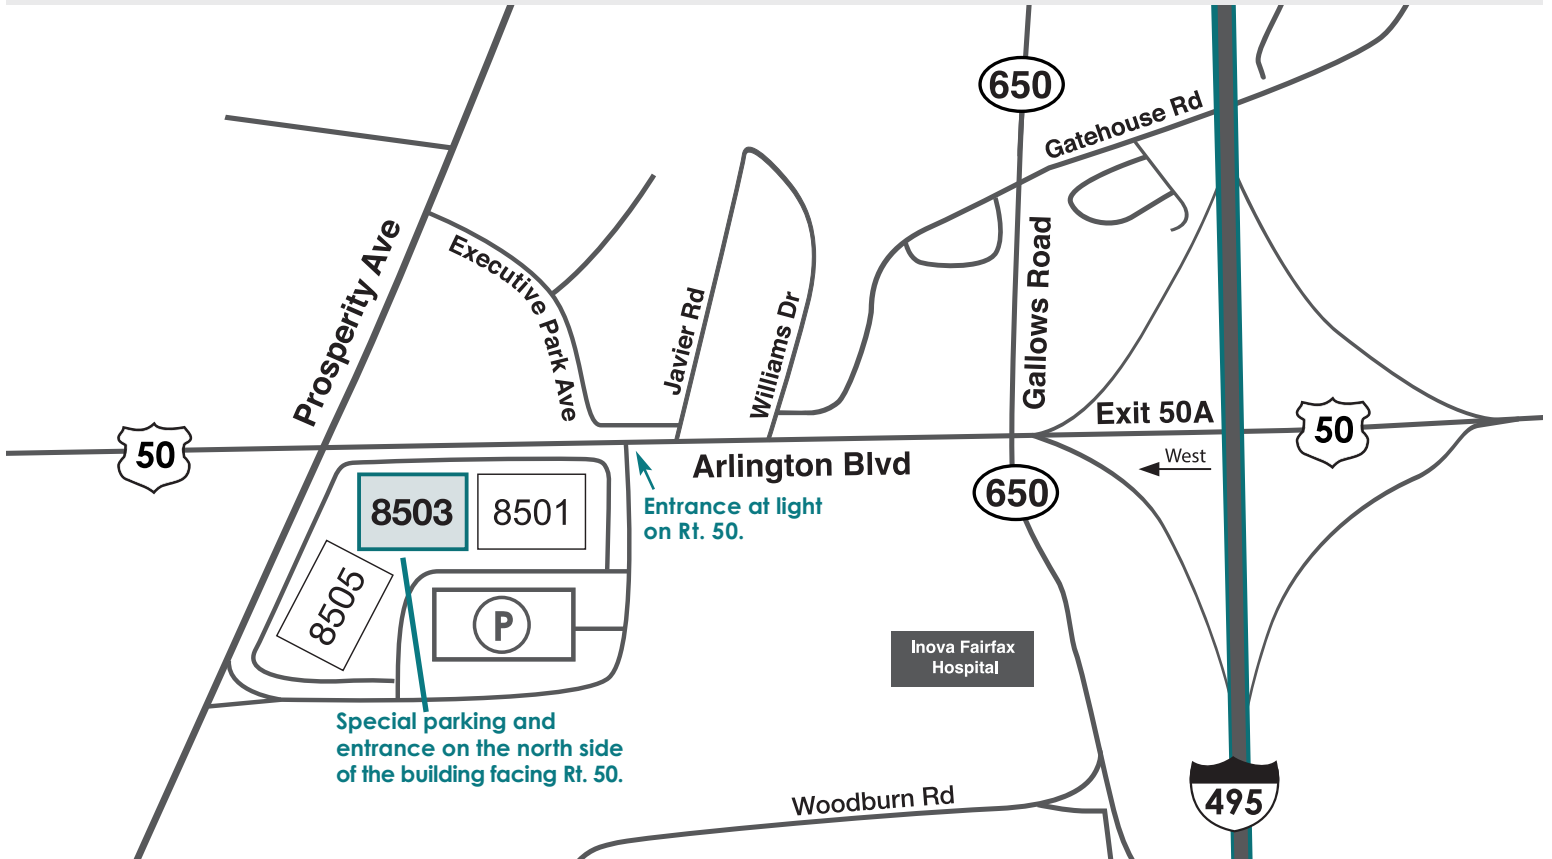 650
Gatehouse Rd
Prosperity Ave
Executive Park Ave
Javier Rd
Williams Dr
Gallows Road
Exit 50A
50
50
Arlington Blvd
West
8503
8501
650
Entrance at light
on Rt. 50.
8505
P
Inova Fairfax
Hospital
Special parking and
entrance on the north side
of the building facing Rt. 50.
Woodburn Rd
495